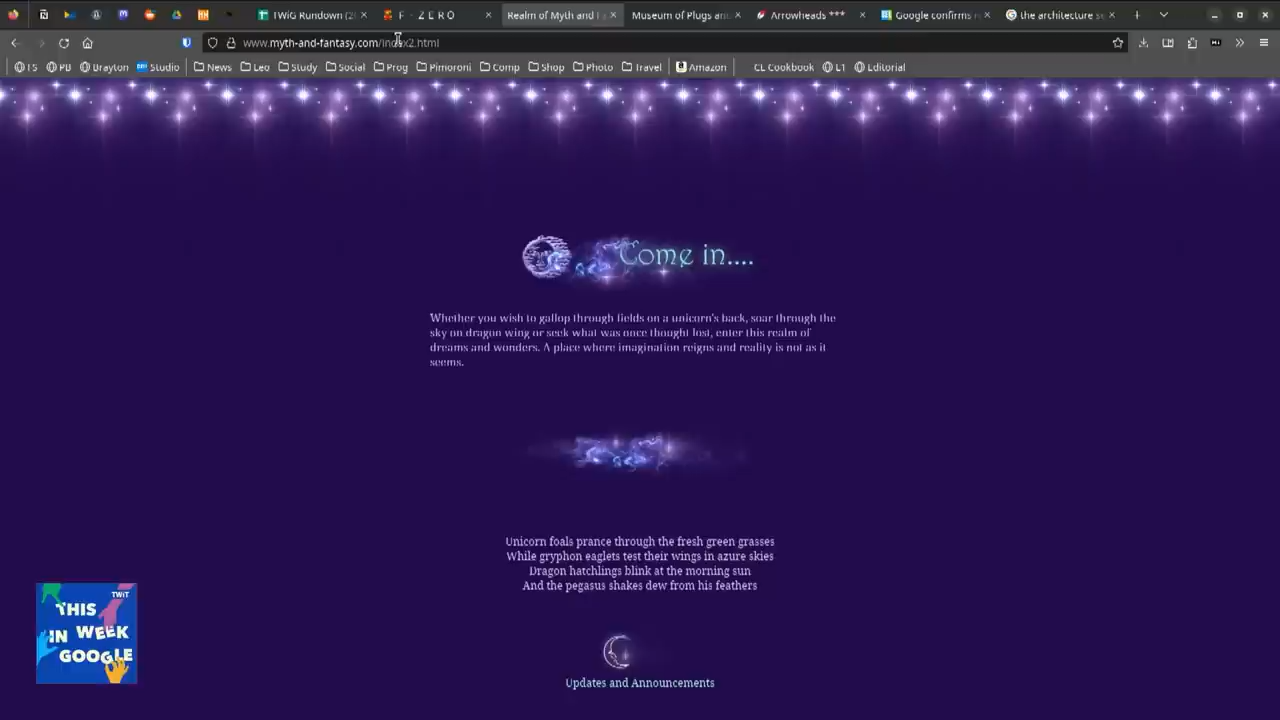 TWiG Rundown (2
F - Z E R O
Realm of Myth and Fa
Museum of Plugs an
Arrowheads ***
Google confirms
the architecture se
www.myth-and-fantasy.com/index2.html
TS
PB
Brayton
Studio
News
Leo
Study
Social
Prog
Pimoroni
Comp
Shop
Photo
Travel
Amazon
CL Cookbook
LT
Editorial
Come in....
Whether you wish to gallop through fields on a unicorn's back, soar through the
sky on dragon wing or seek what was once thought lost, enter this realm of
dreams and wonders. A place where imagination reigns and reality is not as it
seems.
Unicorn foals prance through the fresh green grasses
While gryphon eaglets test their wings in azure skies
Dragon hatchlings blink at the morning sun
And the pegasus shakes dew from his feathers
Updates and Announcements
TWiT
THIS
IN WEEK
GOOGLE